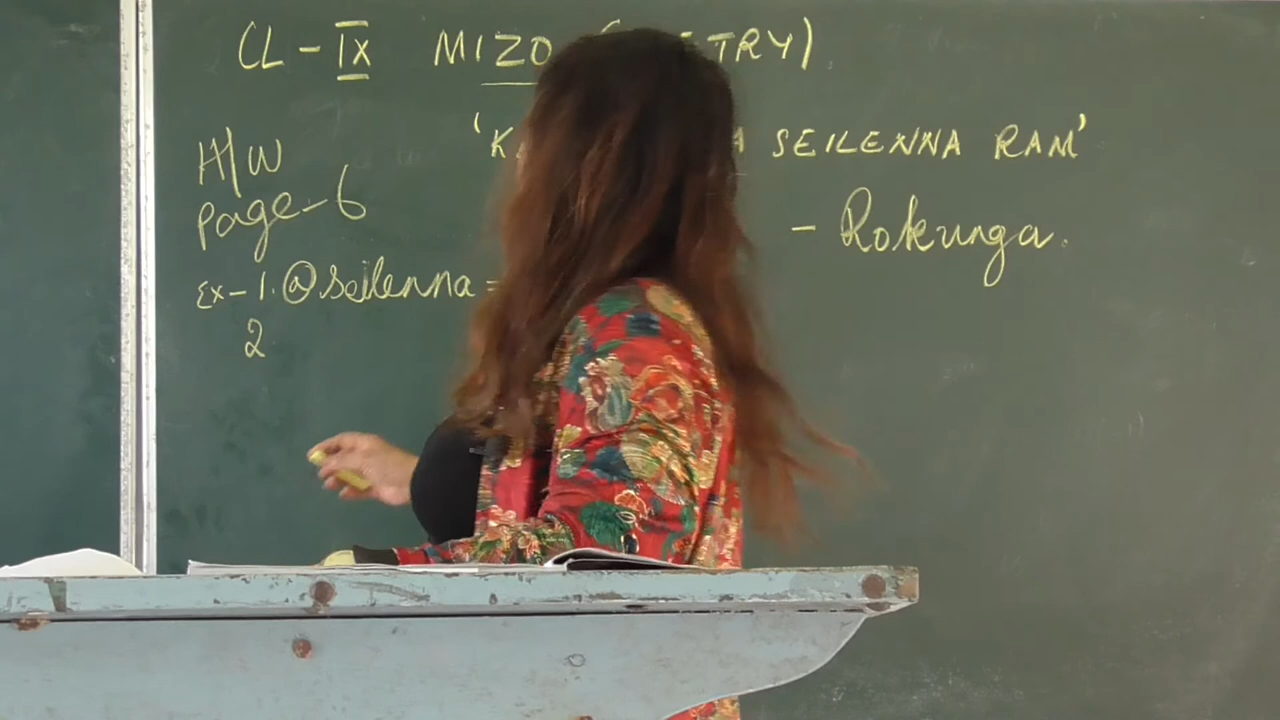 CL - IX MIZO
'K SEILENNA RAM'
- Rokunga.
H/W
Page - 6
Ex - 1. @ seilenna =
2